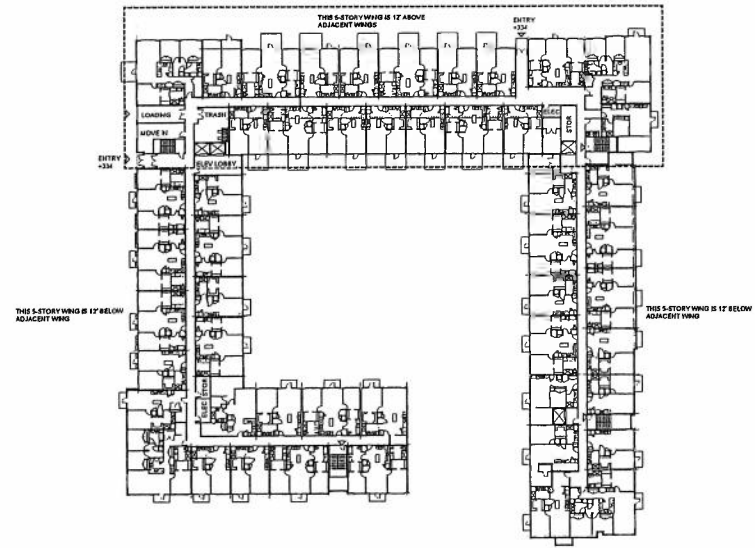 THIS 5-STORY WING IS 12' ABOVE
ADJACENT WINGS
ENTRY
+334
LOADING
TRASH
ELEC
STOR
MOVE IN
ENTRY
+334
ELEV LOBBY
THIS 5-STORY WING IS 12' BELOW
ADJACENT WING
THIS 5-STORY WING IS 12' BELOW
ADJACENT WING
ELEC
STOR